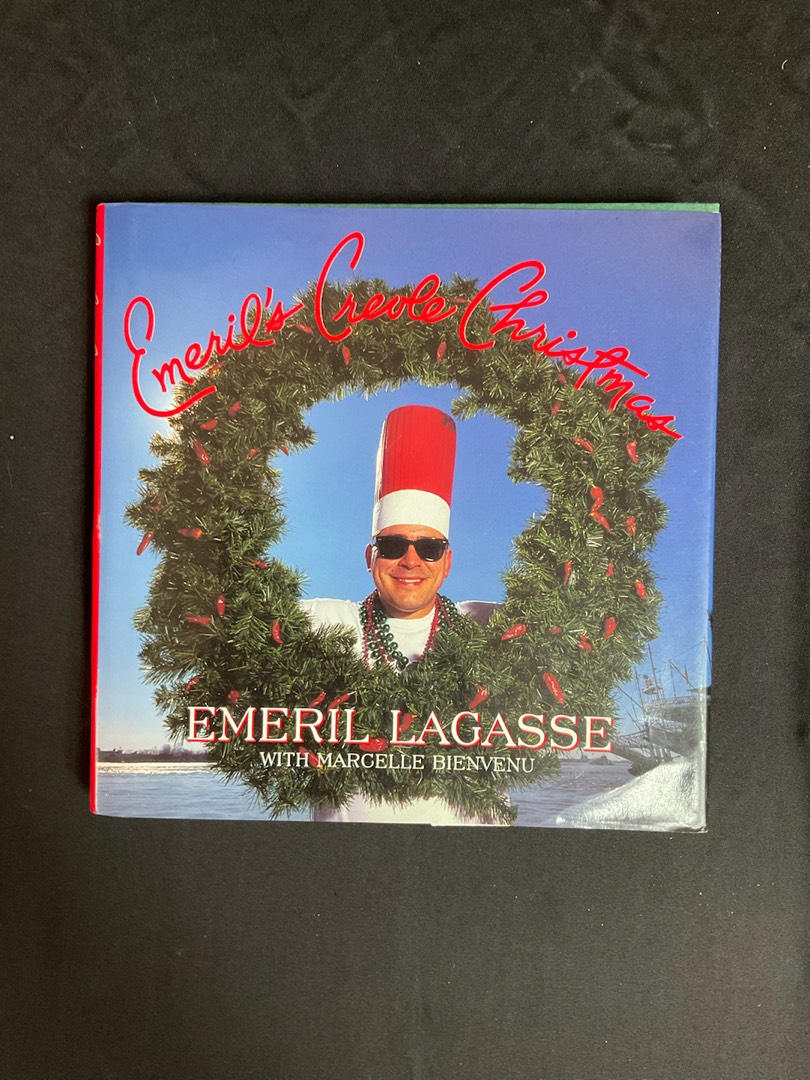 Emeril's Creole Christmas
EMERIL LAGASSE
WITH MARCELLE BIENVENU